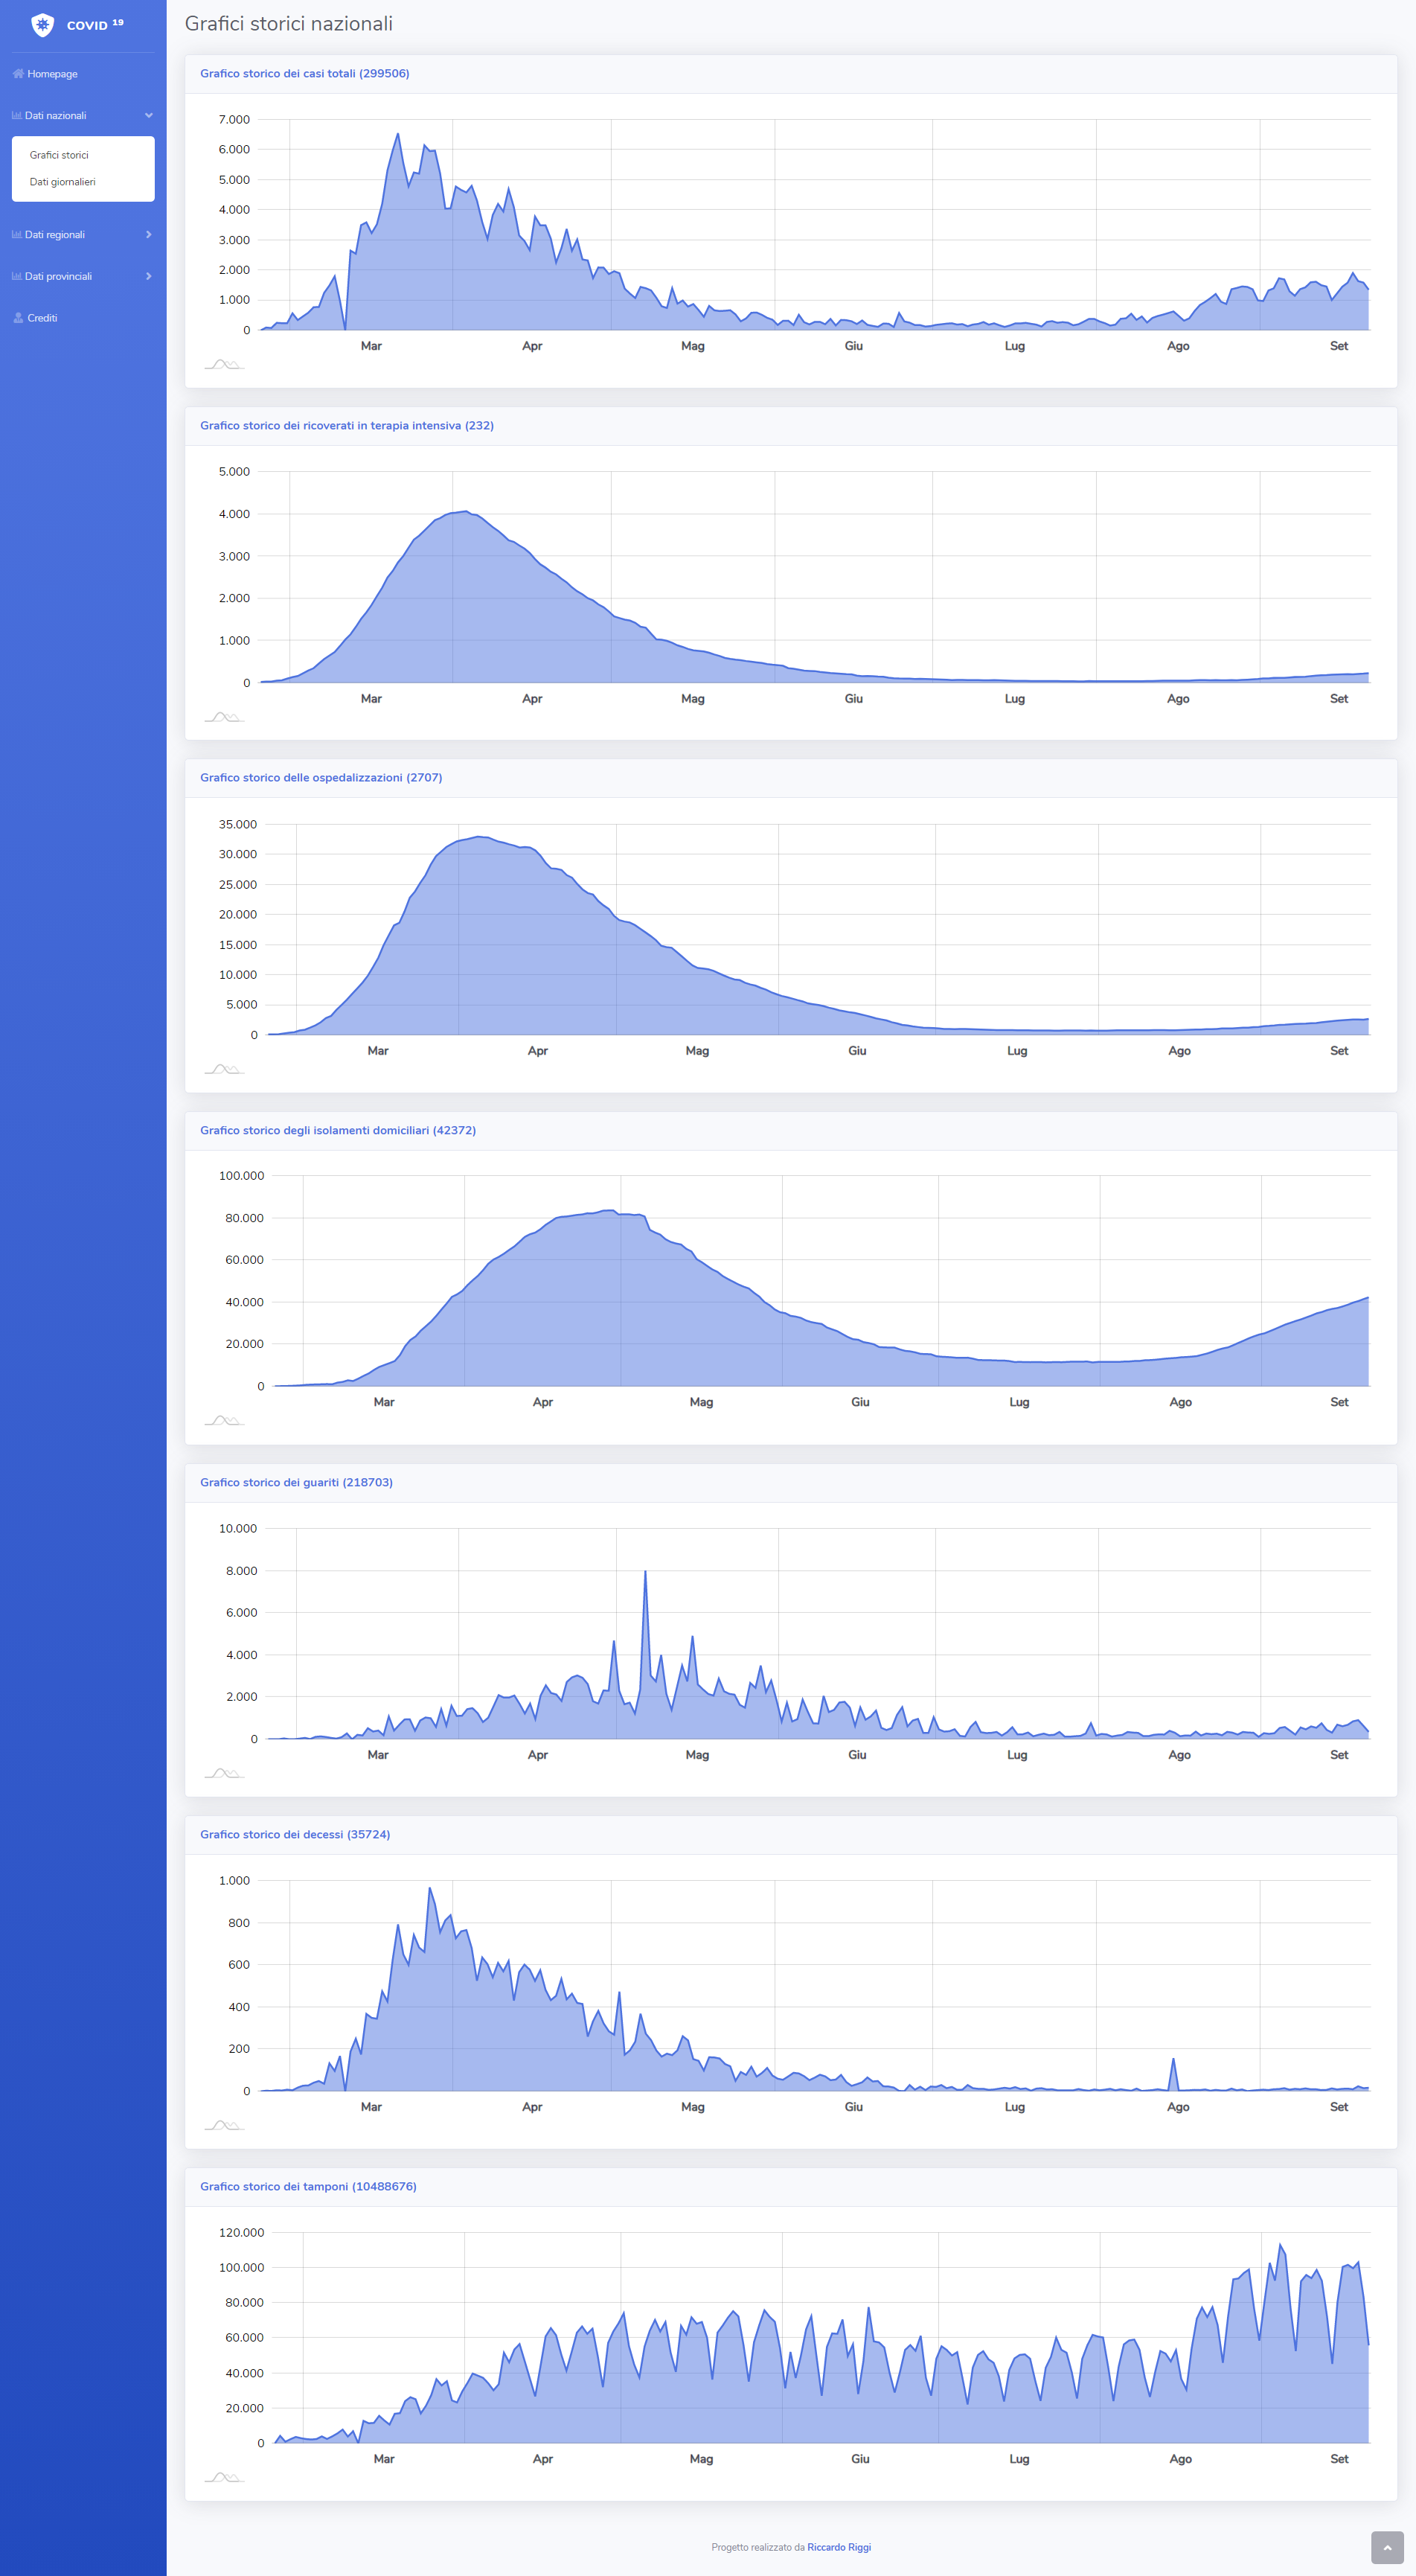 COVID 19
Homepage
Dati nazionali
Grafici storici
Dati giornalieri
Dati regionali
Dati provinciali
Crediti
Grafici storici nazionali
Grafico storico dei casi totali (299506)
7.000
6.000
5.000
4.000
3.000
2.000
1.000
0
Mar Apr Mag Giu Lug Ago Set
Grafico storico dei ricoverati in terapia intensiva (232)
5.000
4.000
3.000
2.000
1.000
0
Mar Apr Mag Giu Lug Ago Set
Grafico storico delle ospedalizzazioni (2707)
35.000
30.000
25.000
20.000
15.000
10.000
5.000
0
Mar Apr Mag Giu Lug Ago Set
Grafico storico degli isolamenti domiciliari (42372)
100.000
80.000
60.000
40.000
20.000
0
Mar Apr Mag Giu Lug Ago Set
Grafico storico dei guariti (218703)
10.000
8.000
6.000
4.000
2.000
0
Mar Apr Mag Giu Lug Ago Set
Grafico storico dei decessi (35724)
1.000
800
600
400
200
0
Mar Apr Mag Giu Lug Ago Set
Grafico storico dei tamponi (10488676)
120.000
100.000
80.000
60.000
40.000
20.000
0
Mar Apr Mag Giu Lug Ago Set
Progetto realizzato da Riccardo Riggi